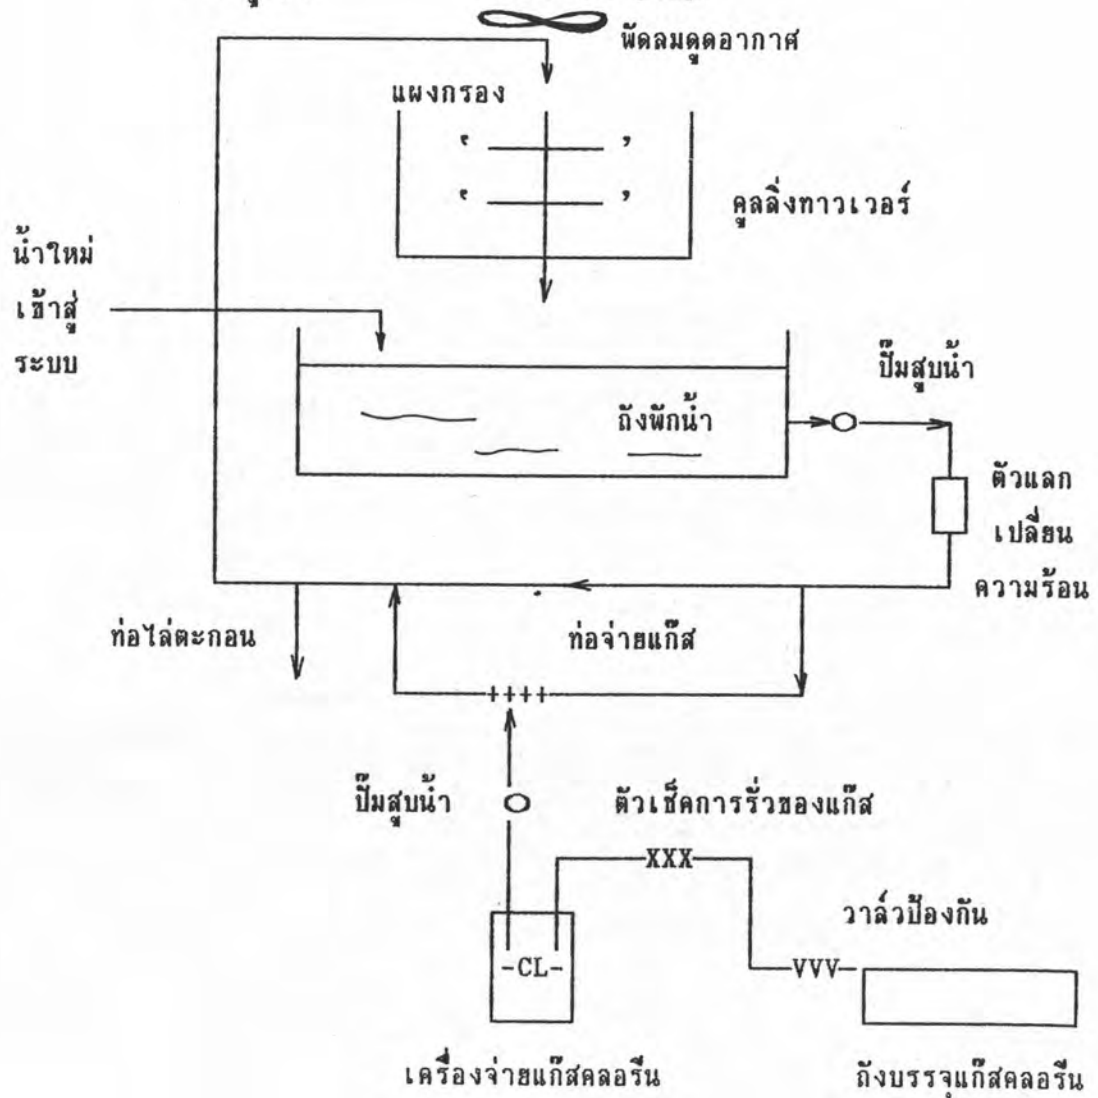 พัดลมดูดอากาศ
แผงกรอง
คูลลิ่งทาวเวอร์
น้ำใหม่
เข้าสู่
ระบบ
ปั๊มสูบน้ำ
ถังพักน้ำ
ตัวแลก
เปลี่ยน
ความร้อน
ท่อไล่ตะกอน
ท่อจ่ายแก๊ส
ปั๊มสูบน้ำ
ตัวเช็คการรั่วของแก๊ส
XXX
วาล์วป้องกัน
-CL-
VVV
เครื่องจ่ายแก๊สคลอรีน
ถังบรรจุแก๊สคลอรีน